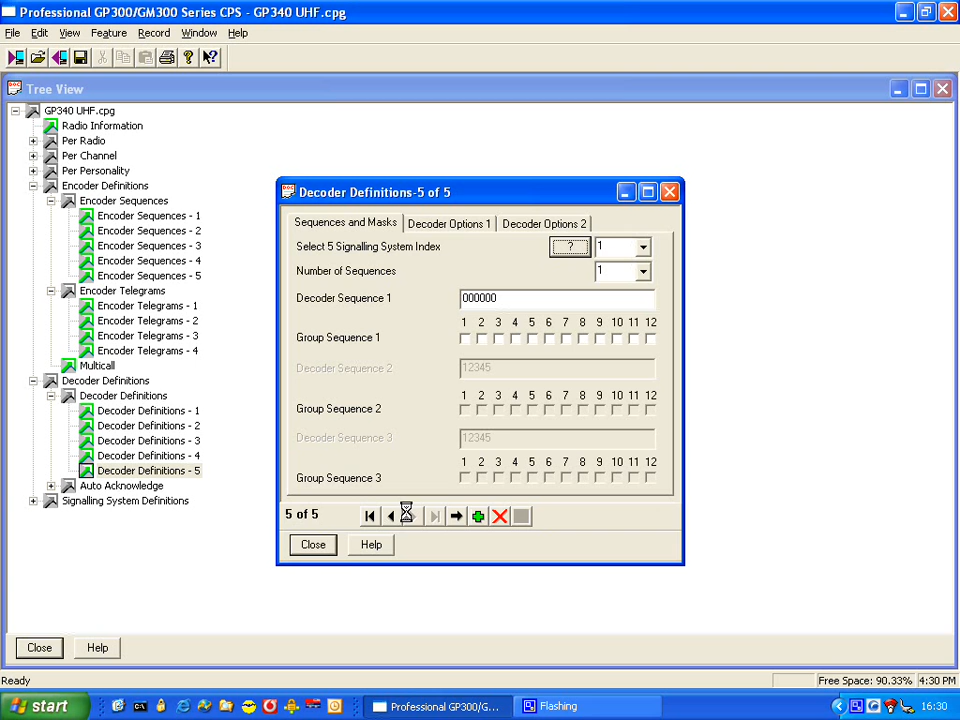 Professional GP300/GM300 Series CPS - GP340 UHF.cpg
File Edit View Feature Record Window Help
Tree View
GP340 UHF.cpg
Radio Information
Per Radio
Per Channel
Per Personality
Encoder Definitions
Encoder Sequences
Encoder Sequences - 1
Encoder Sequences - 2
Encoder Sequences - 3
Encoder Sequences - 4
Encoder Sequences - 5
Encoder Telegrams
Encoder Telegrams - 1
Encoder Telegrams - 2
Encoder Telegrams - 3
Encoder Telegrams - 4
Multicall
Decoder Definitions
Decoder Definitions
Decoder Definitions - 1
Decoder Definitions - 2
Decoder Definitions - 3
Decoder Definitions - 4
Decoder Definitions - 5
Auto Acknowledge
Signalling System Definitions
Decoder Definitions-5 of 5
Sequences and Masks Decoder Options 1 Decoder Options 2
Select 5 Signalling System Index ? 1
Number of Sequences 1
Decoder Sequence 1 000000
1 2 3 4 5 6 7 8 9 10 11 12
Group Sequence 1
Decoder Sequence 2 12345
1 2 3 4 5 6 7 8 9 10 11 12
Group Sequence 2
Decoder Sequence 3 12345
1 2 3 4 5 6 7 8 9 10 11 12
Group Sequence 3
5 of 5
Close Help
Close Help
Ready Free Space: 90.33% 4:30 PM
start Professional GP300/G... Flashing 16:30